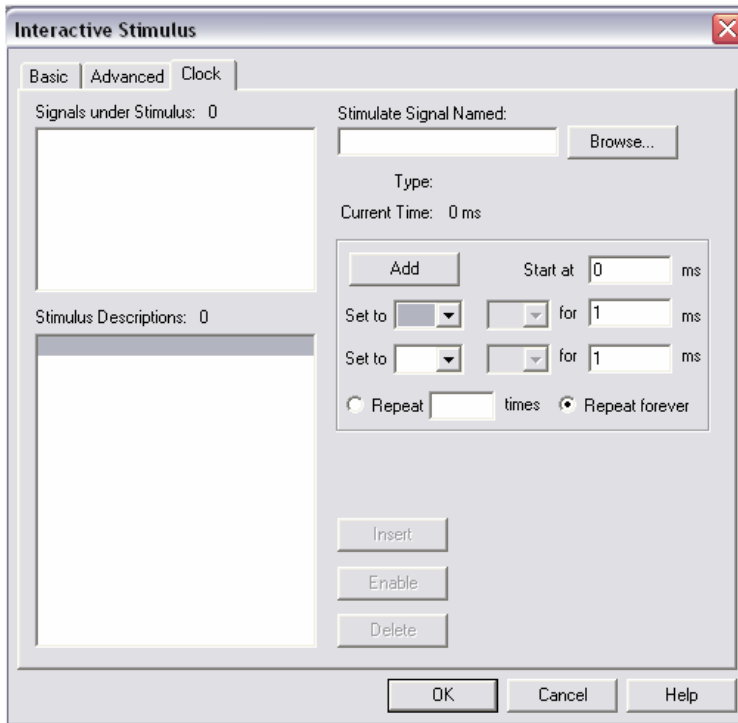 Interactive Stimulus
Basic Advanced Clock
Signals under Stimulus: 0
Stimulate Signal Named:
Browse...
Type:
Current Time: 0 ms
Add Start at 0 ms
Set to for 1 ms
Set to for 1 ms
Repeat times Repeat forever
Stimulus Descriptions: 0
Insert
Enable
Delete
OK Cancel Help